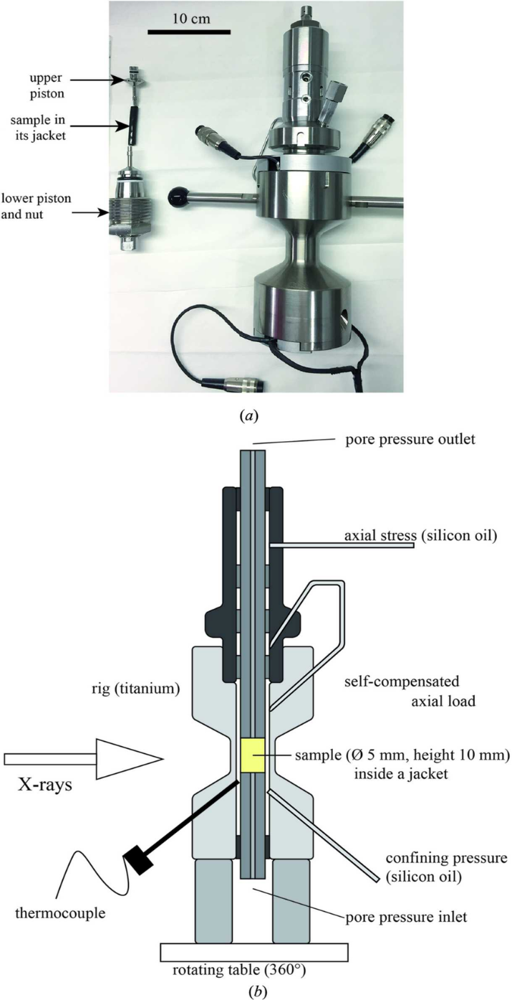 10 cm
upper
piston
sample in
its jacket
lower piston
and nut
(a)
pore pressure outlet
axial stress (silicon oil)
rig (titanium)
self-compensated
axial load
X-rays
sample (Ø 5 mm, height 10 mm)
inside a jacket
confining pressure
(silicon oil)
thermocouple
pore pressure inlet
rotating table (360°)
(b)